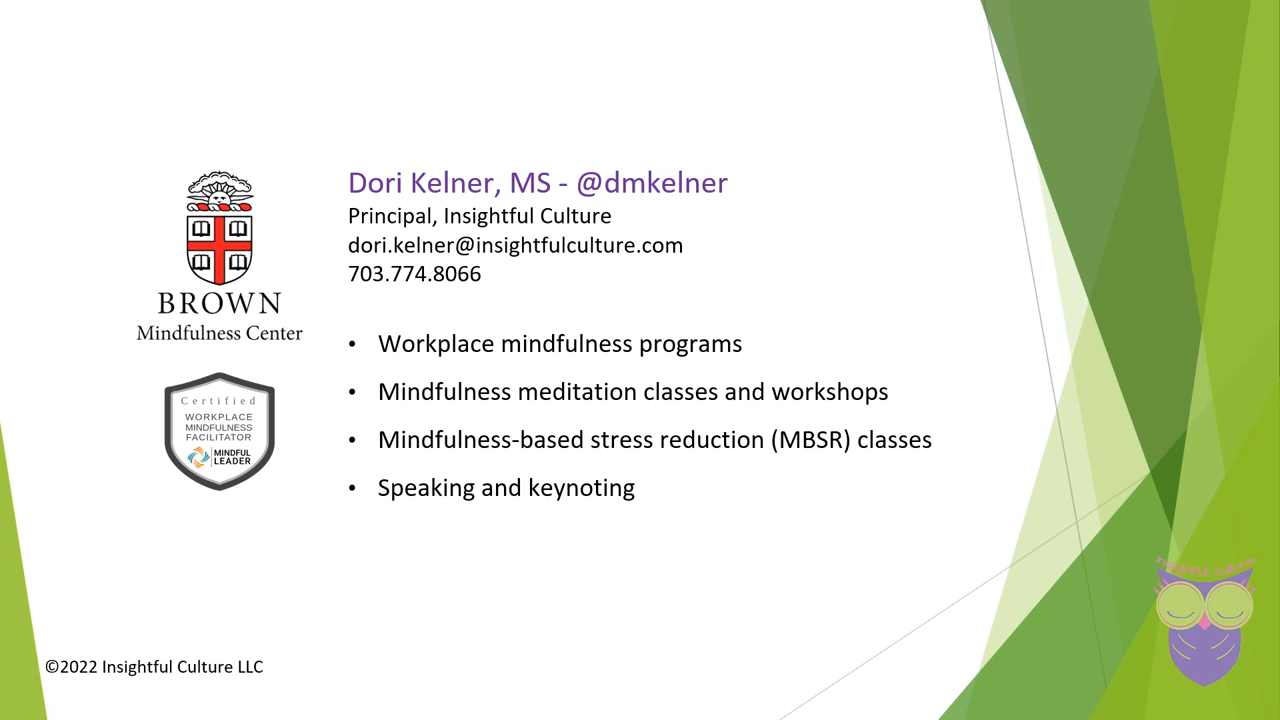 Dori Kelner, MS - @dmkelner
Principal, Insightful Culture
dori.kelner@insightfulculture.com
703.774.8066
BROWN
Mindfulness Center
• Workplace mindfulness programs
• Mindfulness meditation classes and workshops
• Mindfulness-based stress reduction (MBSR) classes
• Speaking and keynoting
Certified
WORKPLACE
MINDFULNESS
FACILITATOR
MINDFUL
LEADER
insightful culture
©2022 Insightful Culture LLC